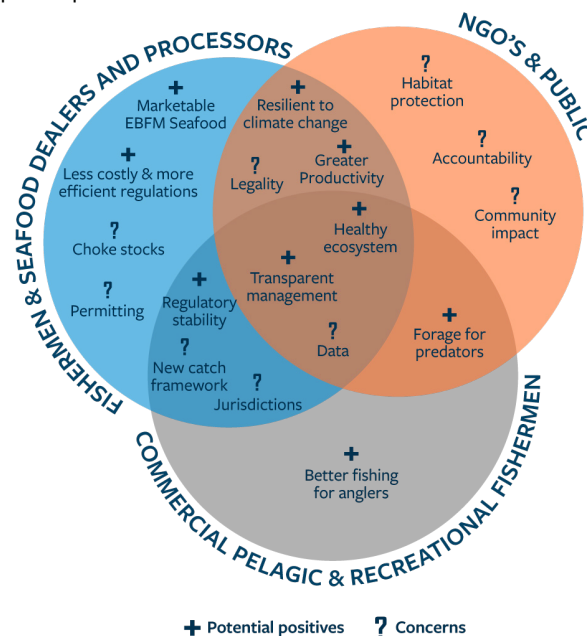 FISHERMEN & SEAFOOD DEALERS AND PROCESSORS
NGO'S & PUBLIC
+
Marketable
EBFM Seafood
+
Less costly & more
efficient regulations
?
Choke stocks
?
Permitting
+
Resilient to
climate change
?
Legality
+
Greater
Productivity
?
Habitat
protection
?
Accountability
?
Community
impact
+
Healthy
ecosystem
+
Transparent
management
?
Data
+
Regulatory
stability
?
New catch
framework
?
Jurisdictions
+
Forage for
predators
+
Better fishing
for anglers
COMMERCIAL PELAGIC & RECREATIONAL FISHERMEN
+ Potential positives
? Concerns